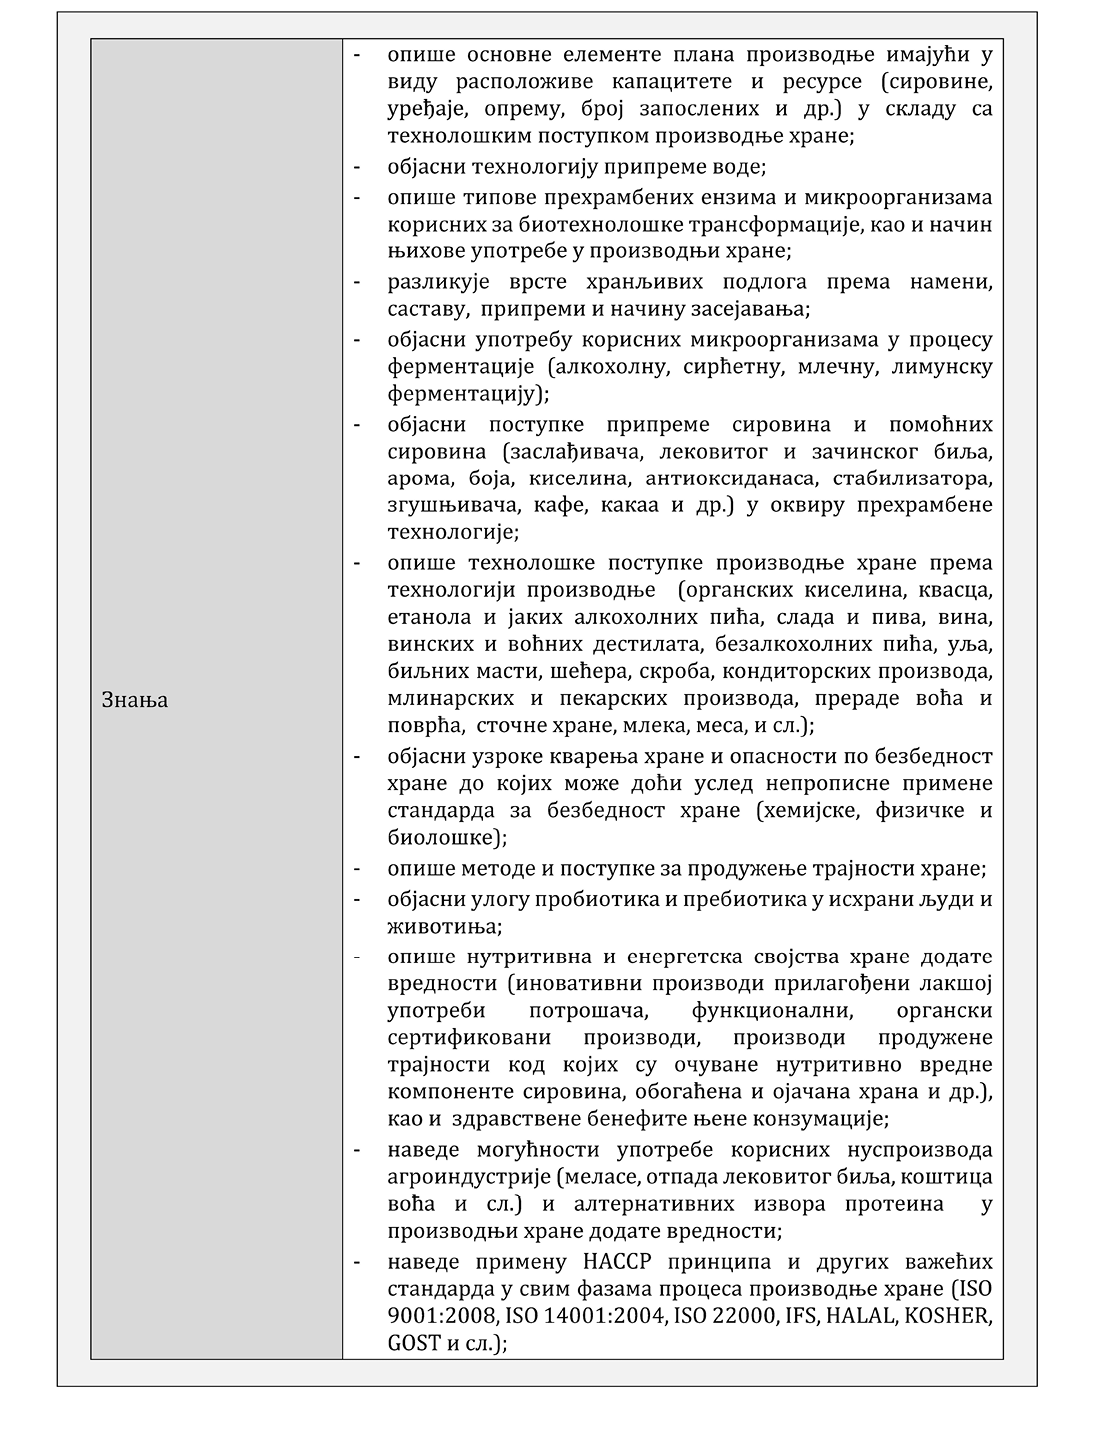 - опише основне елементе плана производње имајући у
виду расположиве капацитете и ресурсе (сировине,
уређаје, опрему, број запослених и др.) у складу са
технолошким поступком производње хране;
- објасни технологију припреме воде;
- опише типове прехрамбених ензима и микроорганизама
корисних за биотехнолошке трансформације, као и начин
њихове употребе у производњи хране;
- разликује врсте хранљивих подлога према намени,
саставу, припреми и начину засејавања;
- објасни употребу корисних микроорганизама у процесу
ферментације (алкохолну, сирћетну, млечну, лимунску
ферментацију);
- објасни поступке припреме сировина и помоћних
сировина (заслађивача, лековитог и зачинског биља,
арома, боја, киселина, антиоксиданаса, стабилизатора,
згушњивача, кафе, какаа и др.) у оквиру прехрамбене
технологије;
- опише технолошке поступке производње хране према
технологији производње (органских киселина, квасца,
етанола и јаких алкохолних пића, слада и пива, вина,
винских и воћних дестилата, безалкохолних пића, уља,
биљних масти, шећера, скроба, кондиторских производа,
млинарских и пекарских производа, прераде воћа и
поврћа, сточне хране, млека, меса, и сл.);
Знања
- објасни узроке кварења хране и опасности по безбедност
хране до којих може доћи услед непрописне примене
стандарда за безбедност хране (хемијске, физичке и
биолошке);
- опише методе и поступке за продужење трајности хране;
- објасни улогу пробиотика и пребиотика у исхрани људи и
животиња;
- опише нутритивна и енергетска својства хране додате
вредности (иновативни производи прилагођени лакшој
употреби потрошача, функционални, органски
сертификовани производи, производи продужене
трајности код којих су очуване нутритивно вредне
компоненте сировина, обогаћена и ојачана храна и др.),
као и здравствене бенефите њене конзумације;
- наведе могућности употребе корисних нуспроизвода
агроиндустрије (меласе, отпада лековитог биља, коштица
воћа и сл.) и алтернативних извора протеина у
производњи хране додате вредности;
- наведе примену НАССР принципа и других важећих
стандарда у свим фазама процеса производње хране (ISO
9001:2008, ISO 14001:2004, ISO 22000, IFS, HALAL, KOSHER,
GOST и сл.);